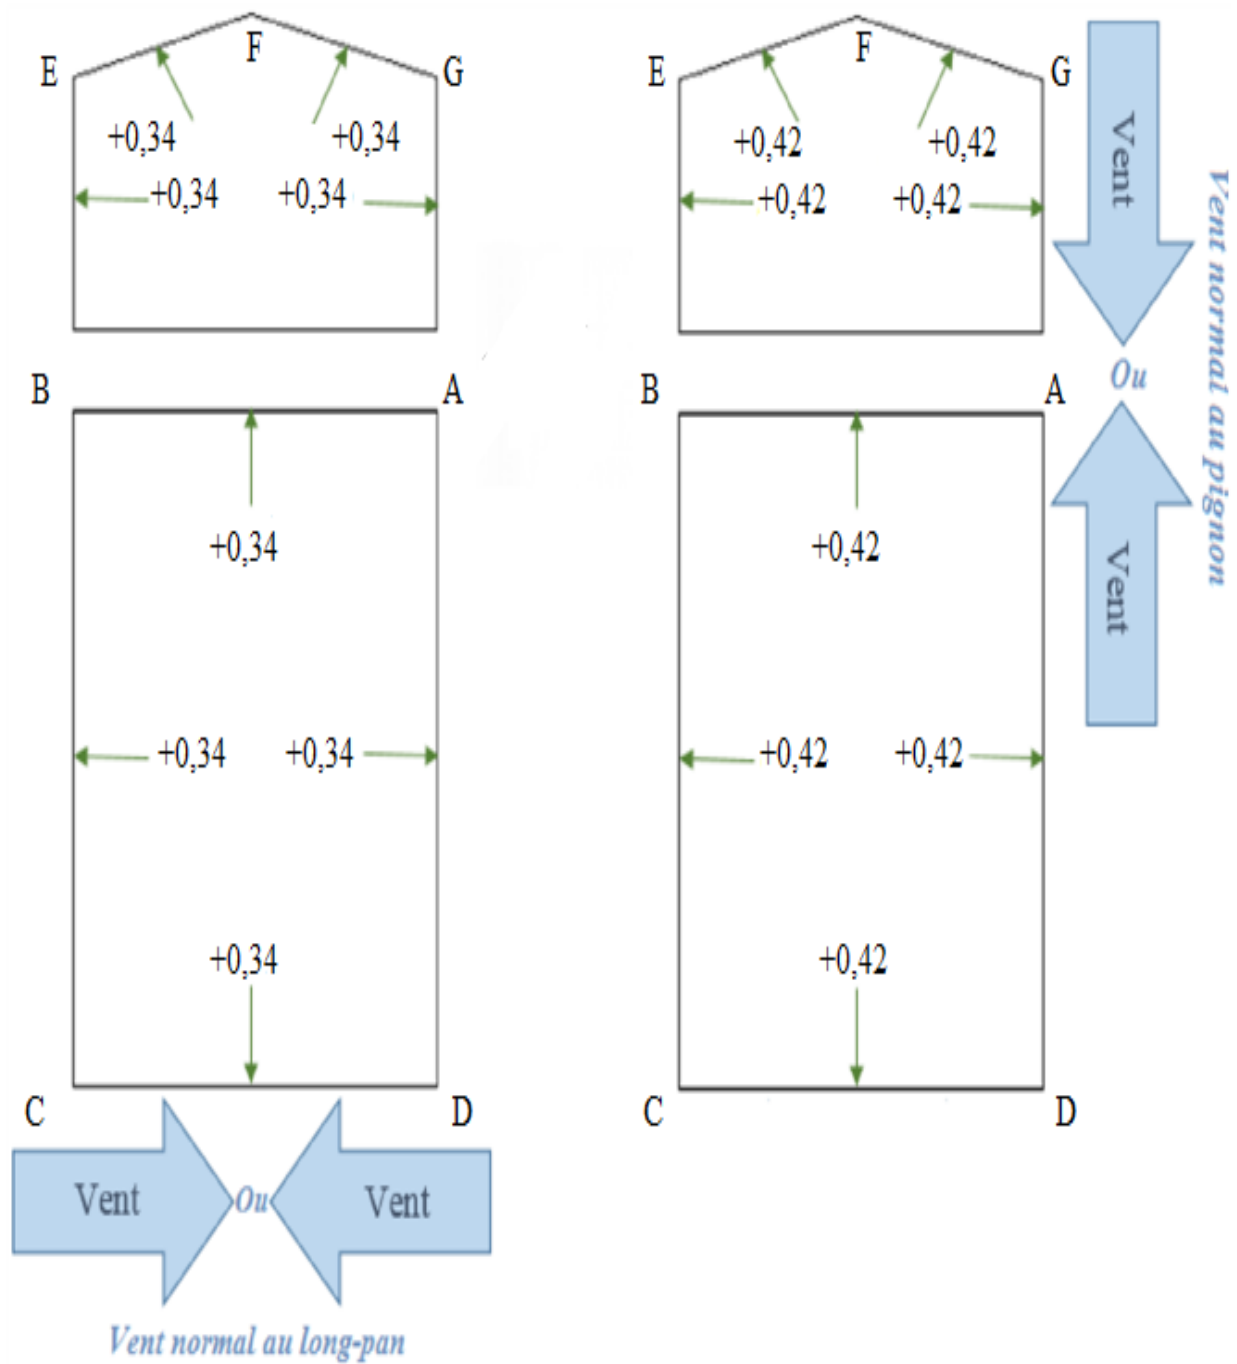 F
E
G
+0,34
+0,34
+0,34
+0,34
B
A
+0,34
+0,34
+0,34
+0,34
C
D
Vent
Ou
Vent
Vent normal au long-pan
F
E
G
+0,42
+0,42
+0,42
+0,42
B
A
+0,42
+0,42
+0,42
+0,42
C
D
Vent
Ou
Vent
Vent normal au pignon